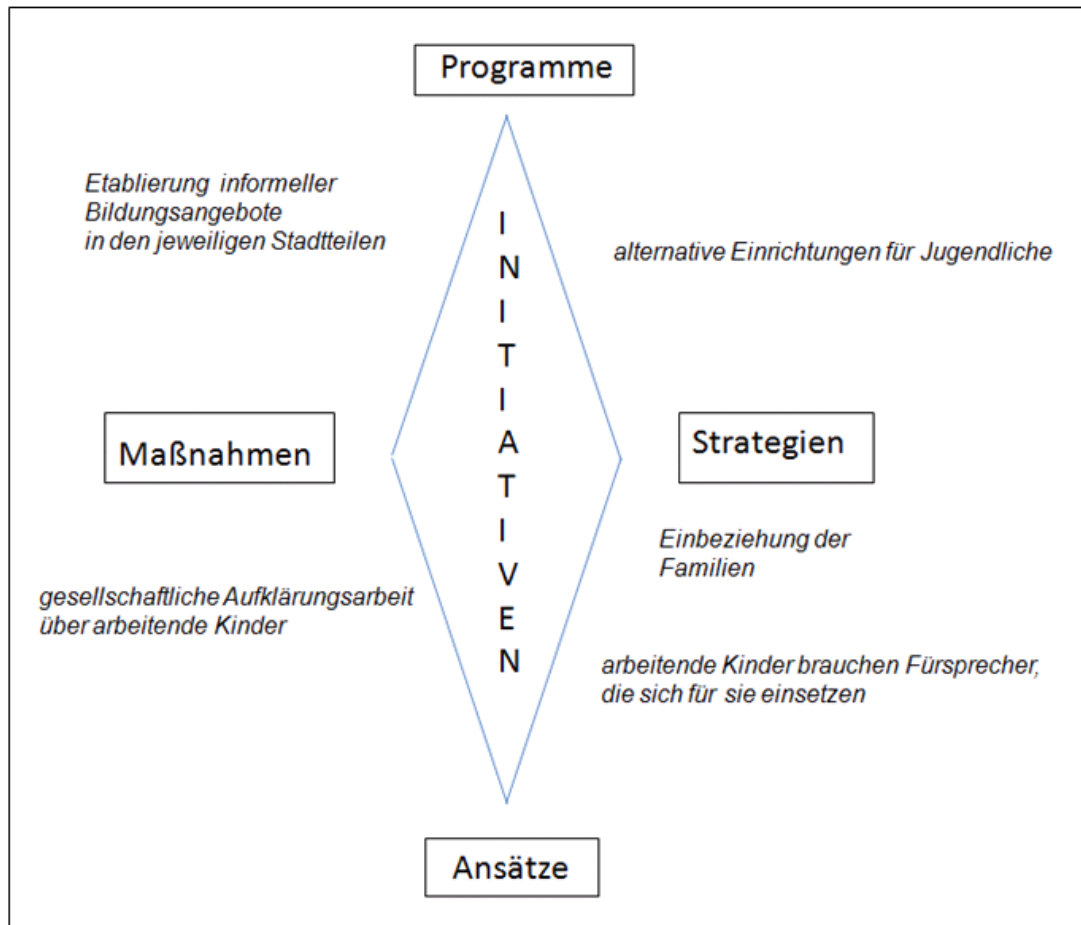 Programme
Etablierung informeller
Bildungsangebote
in den jeweiligen Stadtteilen
alternative Einrichtungen für Jugendliche
INITIATIVEN
Maßnahmen
Strategien
Einbeziehung der
Familien
gesellschaftliche Aufklärungsarbeit
über arbeitende Kinder
arbeitende Kinder brauchen Fürsprecher,
die sich für sie einsetzen
Ansätze